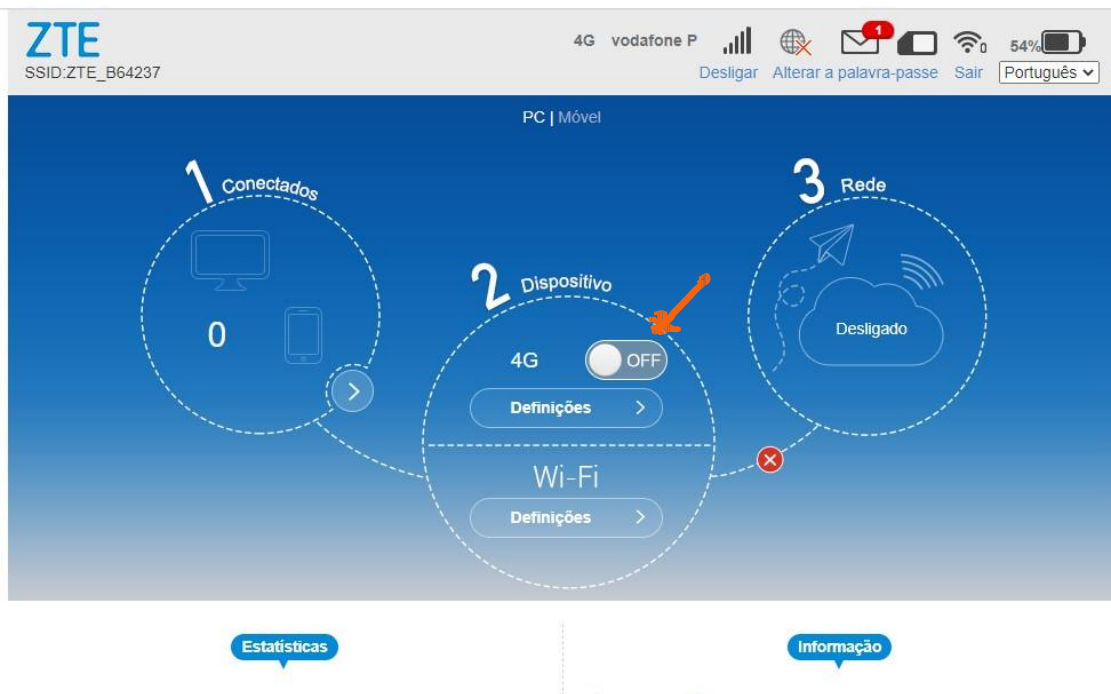 ZTE
SSID:ZTE_B64237
4G vodafone P 1 0 54%
Desligar Alterar a palavra-passe Sair Português
PC | Móvel
1 Conectados
0
2 Dispositivo
4G OFF
Definições >
Wi-Fi
Definições >
3 Rede
Desligado
Estatísticas
Informação